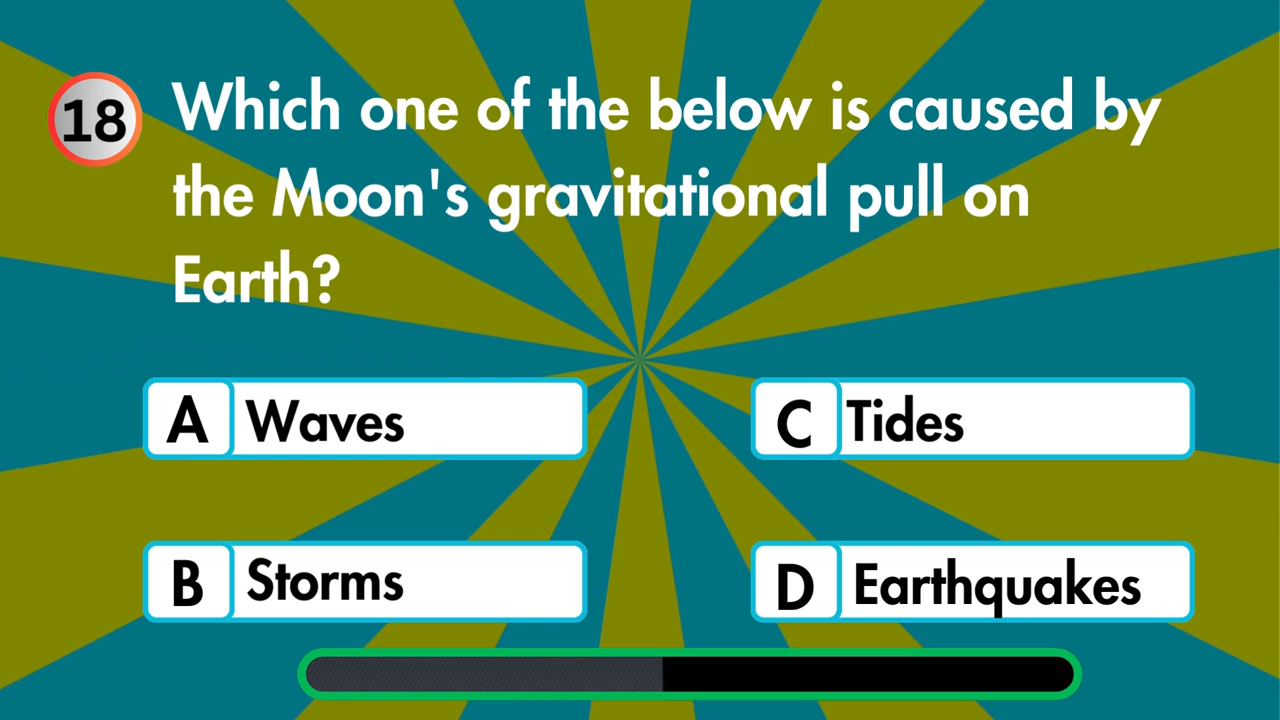 18
Which one of the below is caused by
the Moon's gravitational pull on
Earth?
A Waves
C Tides
B Storms
D Earthquakes